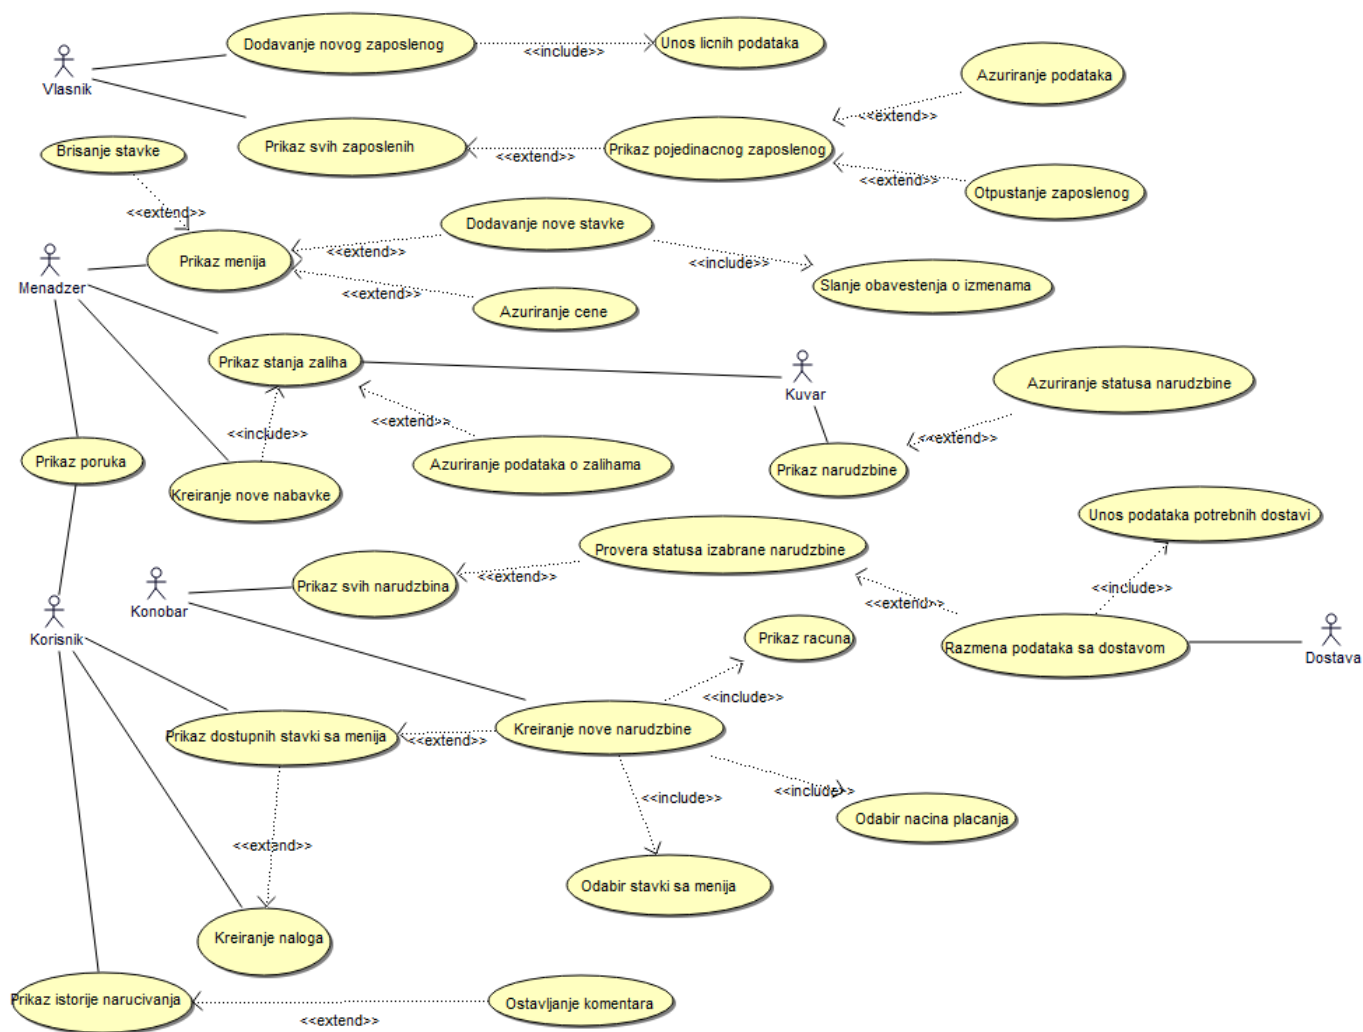 Dodavanje novog zaposlenog
<<include>>
Unos licnih podataka
Vlasnik
Azuriranje podataka
<<extend>>
Brisanje stavke
Prikaz svih zaposlenih
<<extend>>
Prikaz pojedinacnog zaposlenog
<<extend>>
Otpustanje zaposlenog
<<extend>>
Dodavanje nove stavke
<<extend>>
<<include>>
Prikaz menija
Menadzer
Slanje obavestenja o izmenama
<<extend>>
Azuriranje cene
Prikaz stanja zaliha
Kuvar
Azuriranje statusa narudzbine
<<include>>
<<extend>>
<<extend>>
Prikaz poruka
Azuriranje podataka o zalihama
Prikaz narudzbine
Kreiranje nove nabavke
Unos podataka potrebnih dostavi
Provera statusa izabrane narudzbine
Prikaz svih narudzbina
<<extend>>
<<include>>
Konobar
<<extend>>
Korisnik
Prikaz racuna
Razmena podataka sa dostavom
Dostava
<<include>>
Kreiranje nove narudzbine
Prikaz dostupnih stavki sa menija
<<extend>>
<<include>>
<<include>>
Odabir nacina placanja
<<extend>>
Odabir stavki sa menija
Kreiranje naloga
Prikaz istorije narucivanja
Ostavljanje komentara
<<extend>>